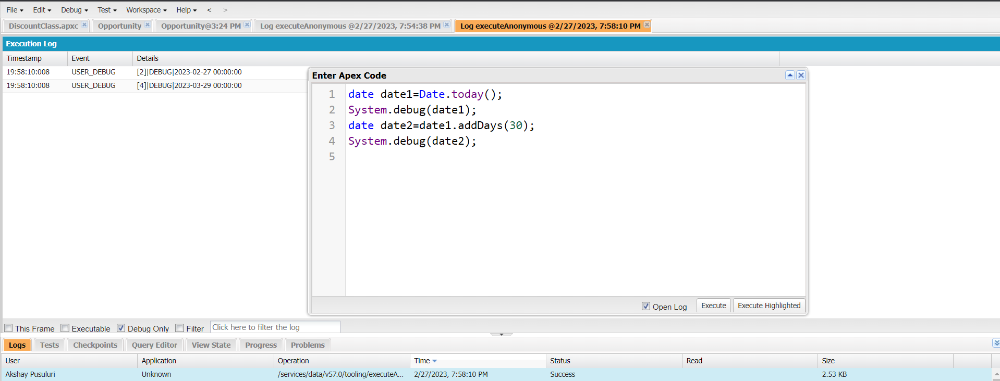 File Edit Debug Test Workspace Help < >
DiscountClass.apxc Opportunity Opportunity@3:24 PM Log executeAnonymous @2/27/2023, 7:54:38 PM Log executeAnonymous @2/27/2023, 7:58:10 PM
Execution Log
Timestamp Event Details
19:58:10:008 USER_DEBUG [2]|DEBUG|2023-02-27 00:00:00
19:58:10:008 USER_DEBUG [4]|DEBUG|2023-03-29 00:00:00
Enter Apex Code
1 date date1=Date.today();
2 System.debug(date1);
3 date date2=date1.addDays(30);
4 System.debug(date2);
5
Open Log Execute Execute Highlighted
This Frame Executable Debug Only Filter Click here to filter the log
Logs Tests Checkpoints Query Editor View State Progress Problems
User Application Operation Time Status Read Size
Akshay Pusuluri Unknown /services/data/v57.0/tooling/executeA... 2/27/2023, 7:58:10 PM Success 2.53 KB